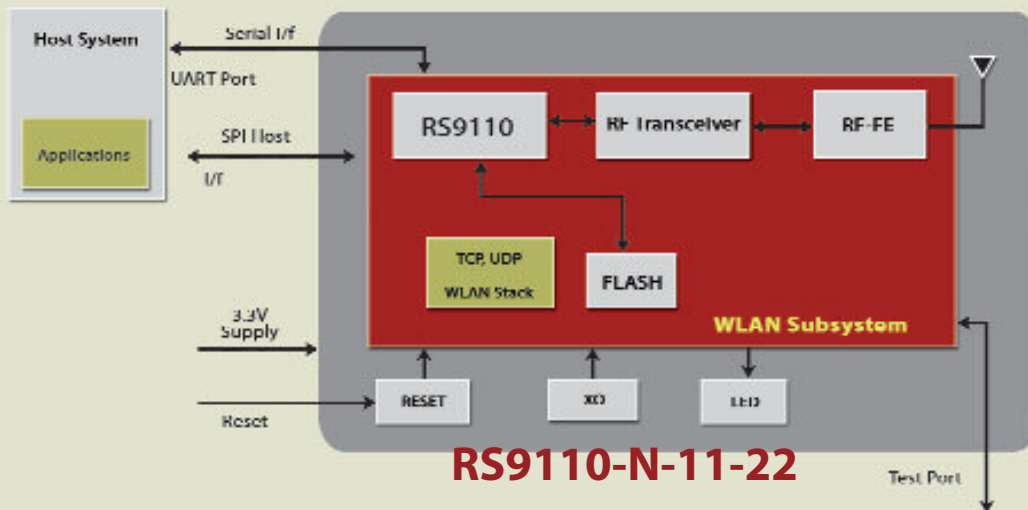 Host System
Applications
Serial I/f
UART Port
SPI Host
I/f
RS9110
RF Transceiver
RF-FE
TCP, UDP
WLAN Stack
FLASH
WLAN Subsystem
3.3V
Supply
Reset
RESET
XO
LED
RS9110-N-11-22
Test Port